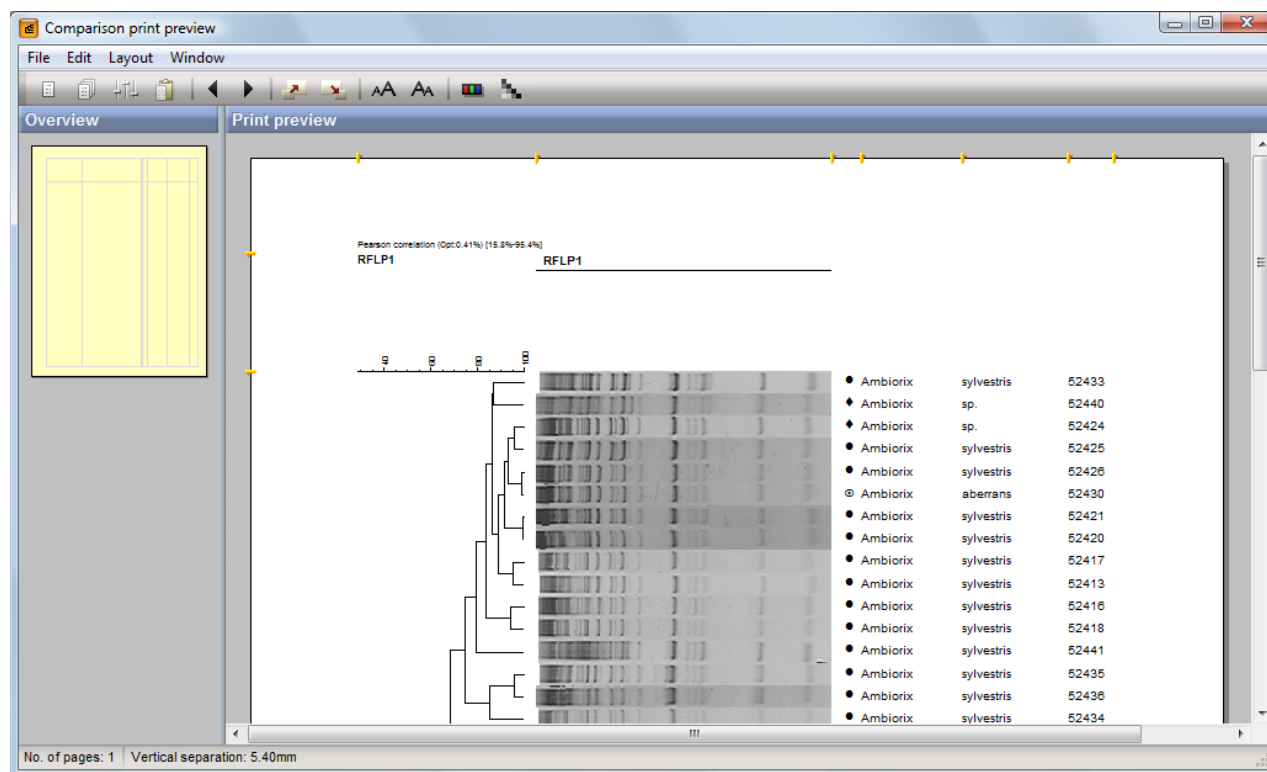 Comparison print preview
File Edit Layout Window
Overview
Print preview
Pearson correlation (Opt:0.41%) [15.8%-95.4%]
RFLP1
RFLP1
40 60 80 100
Ambiorix sylvestris 52433
Ambiorix sp. 52440
Ambiorix sp. 52424
Ambiorix sylvestris 52425
Ambiorix sylvestris 52426
Ambiorix aberrans 52430
Ambiorix sylvestris 52421
Ambiorix sylvestris 52420
Ambiorix sylvestris 52417
Ambiorix sylvestris 52413
Ambiorix sylvestris 52416
Ambiorix sylvestris 52418
Ambiorix sylvestris 52441
Ambiorix sylvestris 52435
Ambiorix sylvestris 52436
Ambiorix sylvestris 52434
No. of pages: 1 Vertical separation: 5.40mm